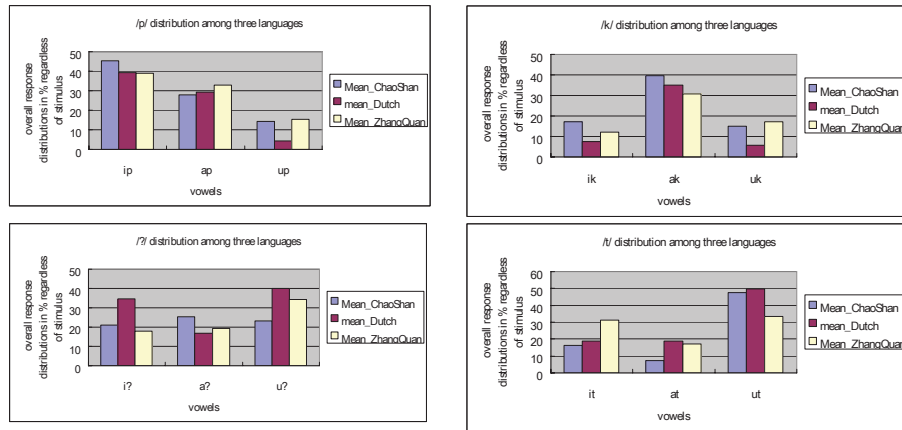 /p/ distribution among three languages
overall response
distributions in % regardless
of stimulus
50
40
30
20
10
0
ip ap up
vowels
Mean_ChaoShan
mean_Dutch
Mean_ZhangQuan
/k/ distribution among three languages
overall response
distributions in % regardless
of stimulus
50
40
30
20
10
0
ik ak uk
vowels
Mean_ChaoShan
mean_Dutch
Mean_ZhangQuan
/?/ distribution among three languages
overall response
distributions in % regardless
of stimulus
50
40
30
20
10
0
i? a? u?
vowels
Mean_ChaoShan
mean_Dutch
Mean_ZhangQuan
/t/ distribution among three languages
overall response
distributions in % regardless
of stimulus
60
50
40
30
20
10
0
it at ut
vowels
Mean_ChaoShan
mean_Dutch
Mean_ZhangQuan